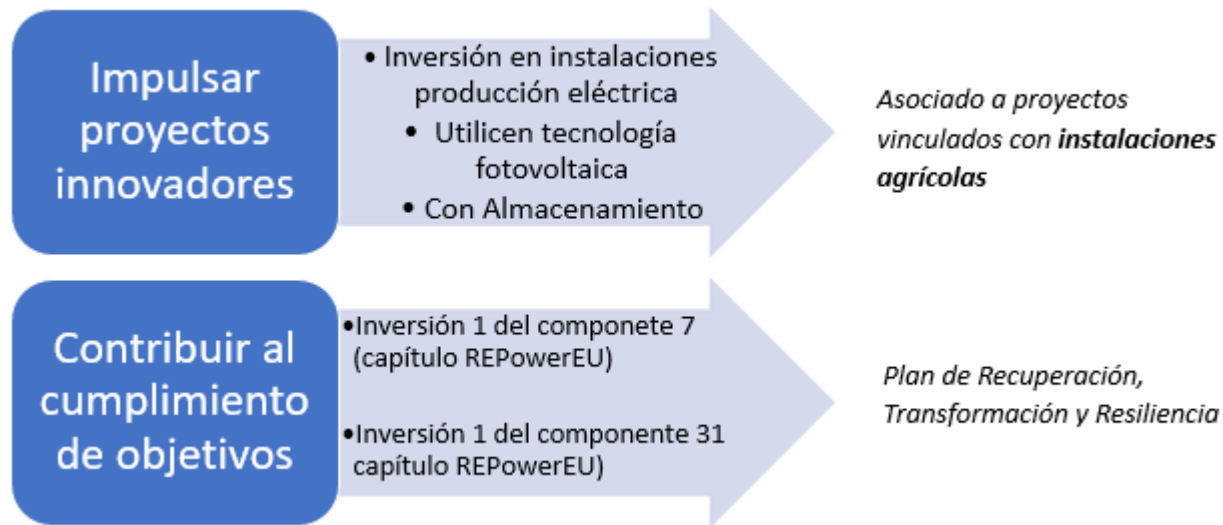 Impulsar
proyectos
innovadores
• Inversión en instalaciones
producción eléctrica
• Utilicen tecnología
fotovoltaica
• Con Almacenamiento
Asociado a proyectos
vinculados con instalaciones
agrícolas
Contribuir al
cumplimiento
de objetivos
•Inversión 1 del componete 7
(capítulo REPowerEU)
•Inversión 1 del componente 31
capítulo REPowerEU)
Plan de Recuperación,
Transformación y Resiliencia